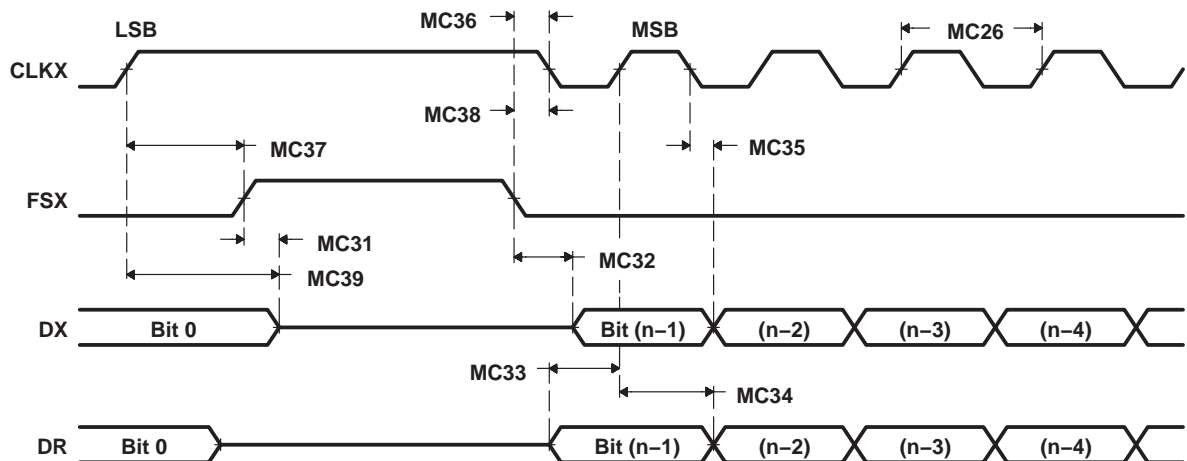 LSB
MC36
MSB
MC26
CLKX
MC38
MC37
MC35
FSX
MC31
MC32
MC39
DX
Bit 0
Bit (n−1)
(n−2)
(n−3)
(n−4)
MC33
MC34
DR
Bit 0
Bit (n−1)
(n−2)
(n−3)
(n−4)